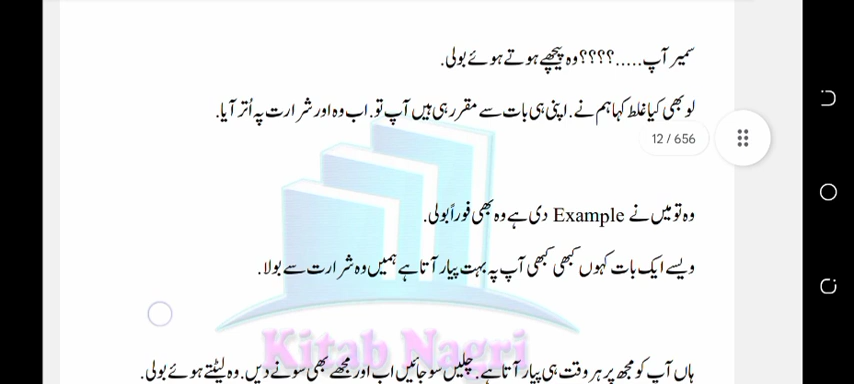 سمیر آپ.....؟؟؟؟ وہ پیچھے ہوتے ہوئے بولی.
لو بھی کیا غلط کہا ہم نے. اپنی ہی بات سے مقرر رہی ہیں آپ تو. اب وہ اور شرارت پہ اُتر آیا.
12 / 656
وہ تو میں نے Example دی ہے وہ بھی فوراً بولی.
ویسے ایک بات کہوں کبھی کبھی آپ پہ بہت پیار آتا ہے ہمیں وہ شرارت سے بولا.
Kitab Nagri
ہاں آپ کو مجھ پر ہر وقت ہی پیار آتا ہے. چلیں سو جائیں اب اور مجھے بھی سونے دیں. وہ لیٹتے ہوئے بولی.